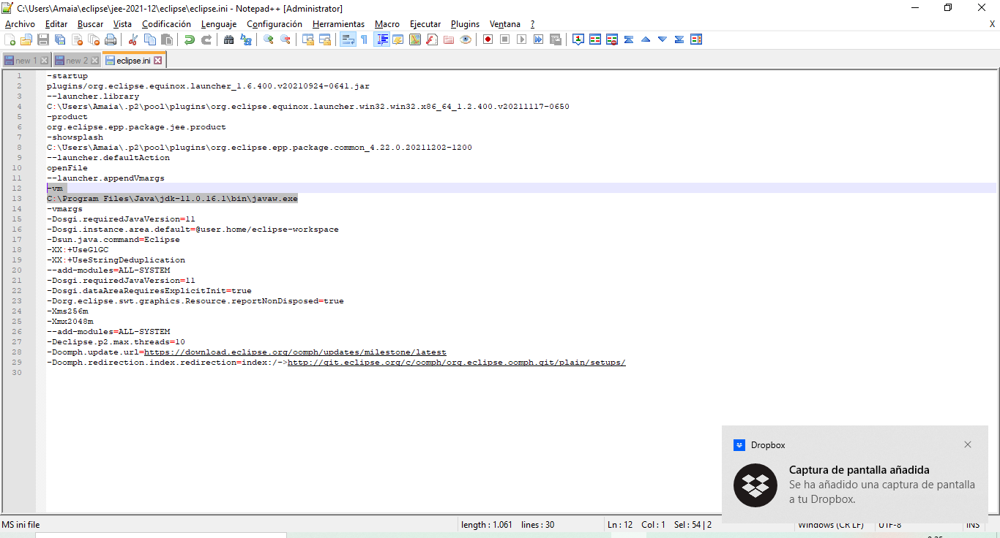 C:\Users\Amaia\eclipse\jee-2021-12\eclipse\eclipse.ini - Notepad++ [Administrator]
Archivo Editar Buscar Vista Codificación Lenguaje Configuración Herramientas Macro Ejecutar Plugins Ventana ? X
new 1 new 2 eclipse.ini
1 -startup
2 plugins/org.eclipse.equinox.launcher_1.6.400.v20210924-0641.jar
3 --launcher.library
4 C:\Users\Amaia\.p2\pool\plugins\org.eclipse.equinox.launcher.win32.win32.x86_64_1.2.400.v20211117-0650
5 -product
6 org.eclipse.epp.package.jee.product
7 -showsplash
8 C:\Users\Amaia\.p2\pool\plugins\org.eclipse.epp.package.common_4.22.0.20211202-1200
9 --launcher.defaultAction
10 openFile
11 --launcher.appendVmargs
12 -vm
13 C:\Program Files\Java\jdk-11.0.16.1\bin\javaw.exe
14 -vmargs
15 -Dosgi.requiredJavaVersion=11
16 -Dosgi.instance.area.default=@user.home/eclipse-workspace
17 -Dsun.java.command=Eclipse
18 -XX:+UseG1GC
19 -XX:+UseStringDeduplication
20 --add-modules=ALL-SYSTEM
21 -Dosgi.requiredJavaVersion=11
22 -Dosgi.dataAreaRequiresExplicitInit=true
23 -Dorg.eclipse.swt.graphics.Resource.reportNonDisposed=true
24 -Xms256m
25 -Xmx2048m
26 --add-modules=ALL-SYSTEM
27 -Declipse.p2.max.threads=10
28 -Doomph.update.url=https://download.eclipse.org/oomph/updates/milestone/latest
29 -Doomph.redirection.index.redirection=index:/->http://git.eclipse.org/c/oomph/org.eclipse.oomph.git/plain/setups/
30
Dropbox
Captura de pantalla añadida
Se ha añadido una captura de pantalla
a tu Dropbox.
MS ini file length : 1.061 lines : 30 Ln : 12 Col : 1 Sel : 54 | 2 Windows (CR LF) UTF-8 INS